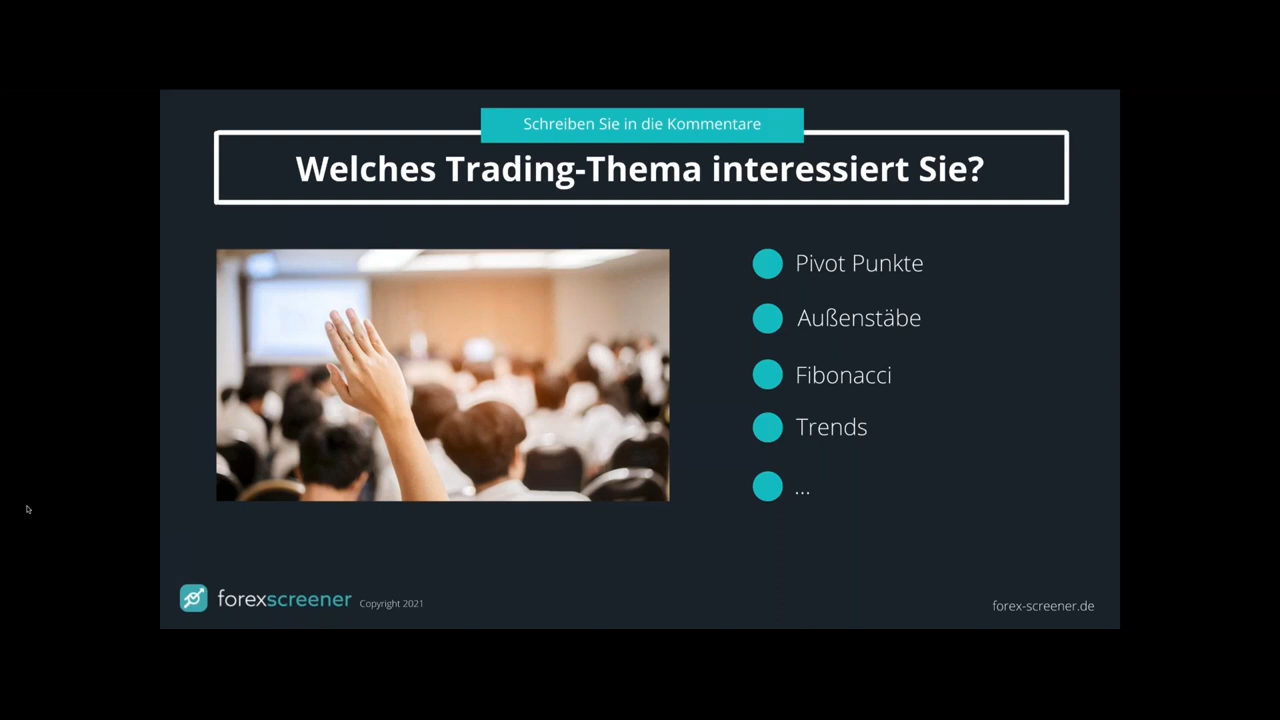 Schreiben Sie in die Kommentare
Welches Trading-Thema interessiert Sie?
Pivot Punkte
Außenstäbe
Fibonacci
Trends
...
forexscreener Copyright 2021
forex-screener.de